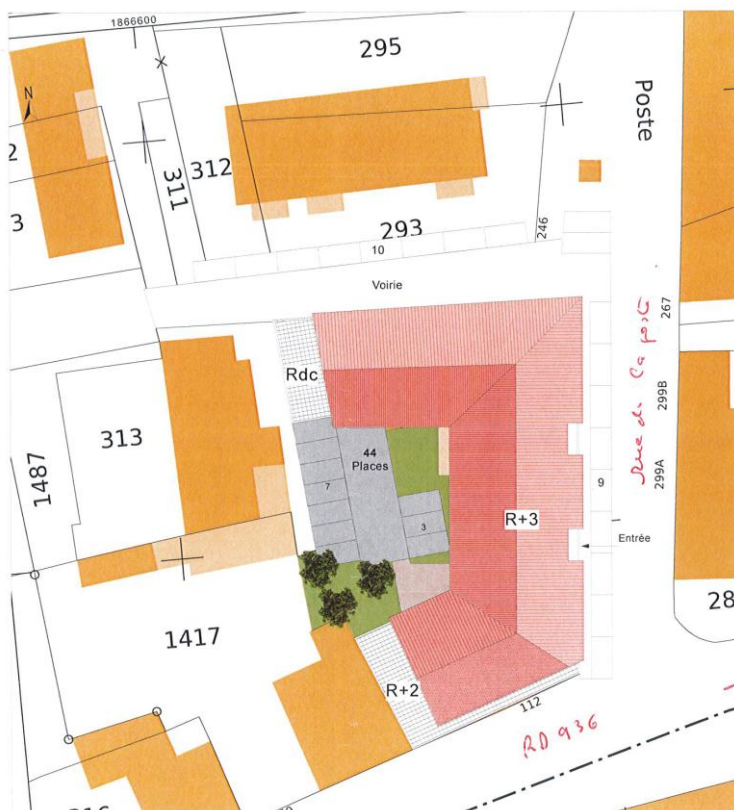 1866600
295
N
Poste
2
312
311
3
293
246
10
Voirie
267
Rue de la poste
Rdc
299B
313
44
Places
1487
299A
7
9
3
R+3
Entrée
28
1417
R+2
112
RD 936